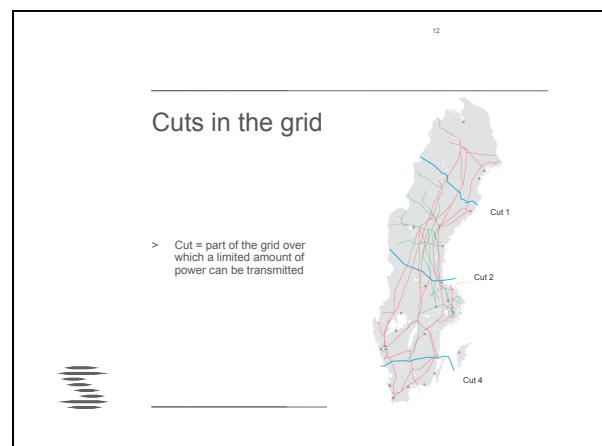 12
Cuts in the grid
> Cut = part of the grid over
which a limited amount of
power can be transmitted
Cut 1
Cut 2
Cut 4